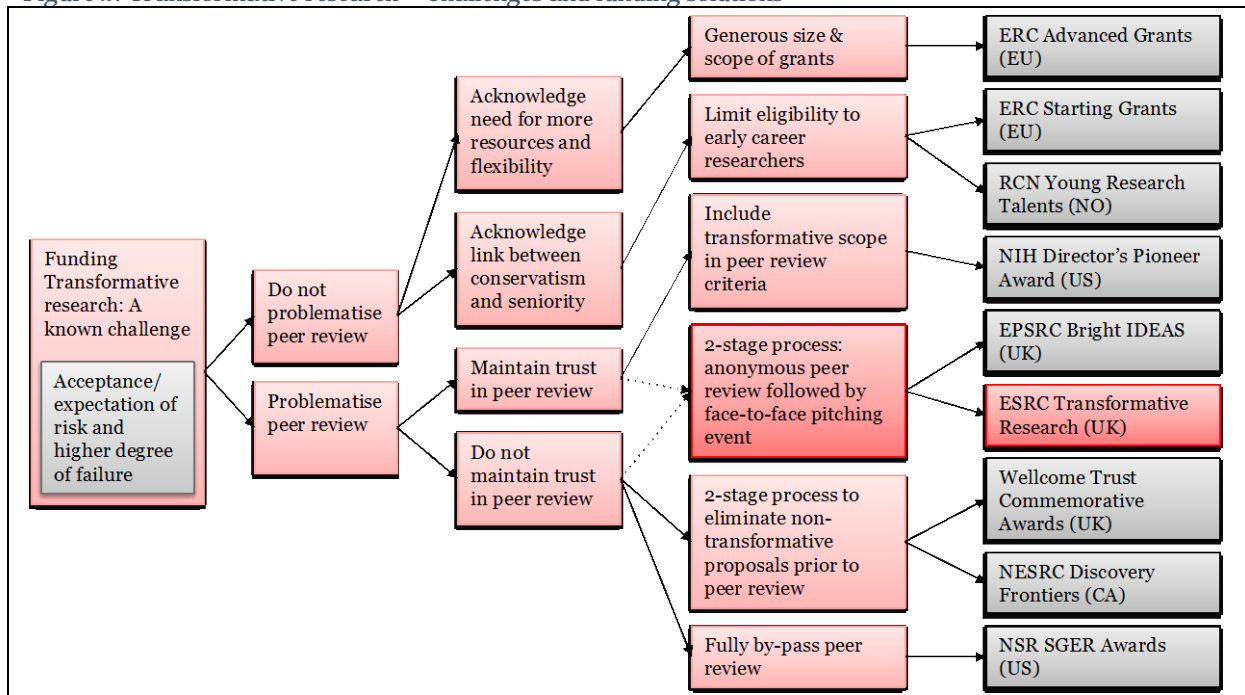 Transformative research – Challenges and funding solutions
Funding
Transformative
research: A
known challenge
Acceptance/
expectation of
risk and
higher degree
of failure
Do not
problematise
peer review
Problematise
peer review
Acknowledge
need for more
resources and
flexibility
Acknowledge
link between
conservatism
and seniority
Maintain trust
in peer review
Do not
maintain trust
in peer review
Generous size &
scope of grants
Limit eligibility to
early career
researchers
Include
transformative scope
in peer review
criteria
2-stage process:
anonymous peer
review followed by
face-to-face pitching
event
2-stage process to
eliminate non-
transformative
proposals prior to
peer review
Fully by-pass peer
review
ERC Advanced Grants
(EU)
ERC Starting Grants
(EU)
RCN Young Research
Talents (NO)
NIH Director's Pioneer
Award (US)
EPSRC Bright IDEAS
(UK)
ESRC Transformative
Research (UK)
Wellcome Trust
Commemorative
Awards (UK)
NESRC Discovery
Frontiers (CA)
NSR SGER Awards
(US)